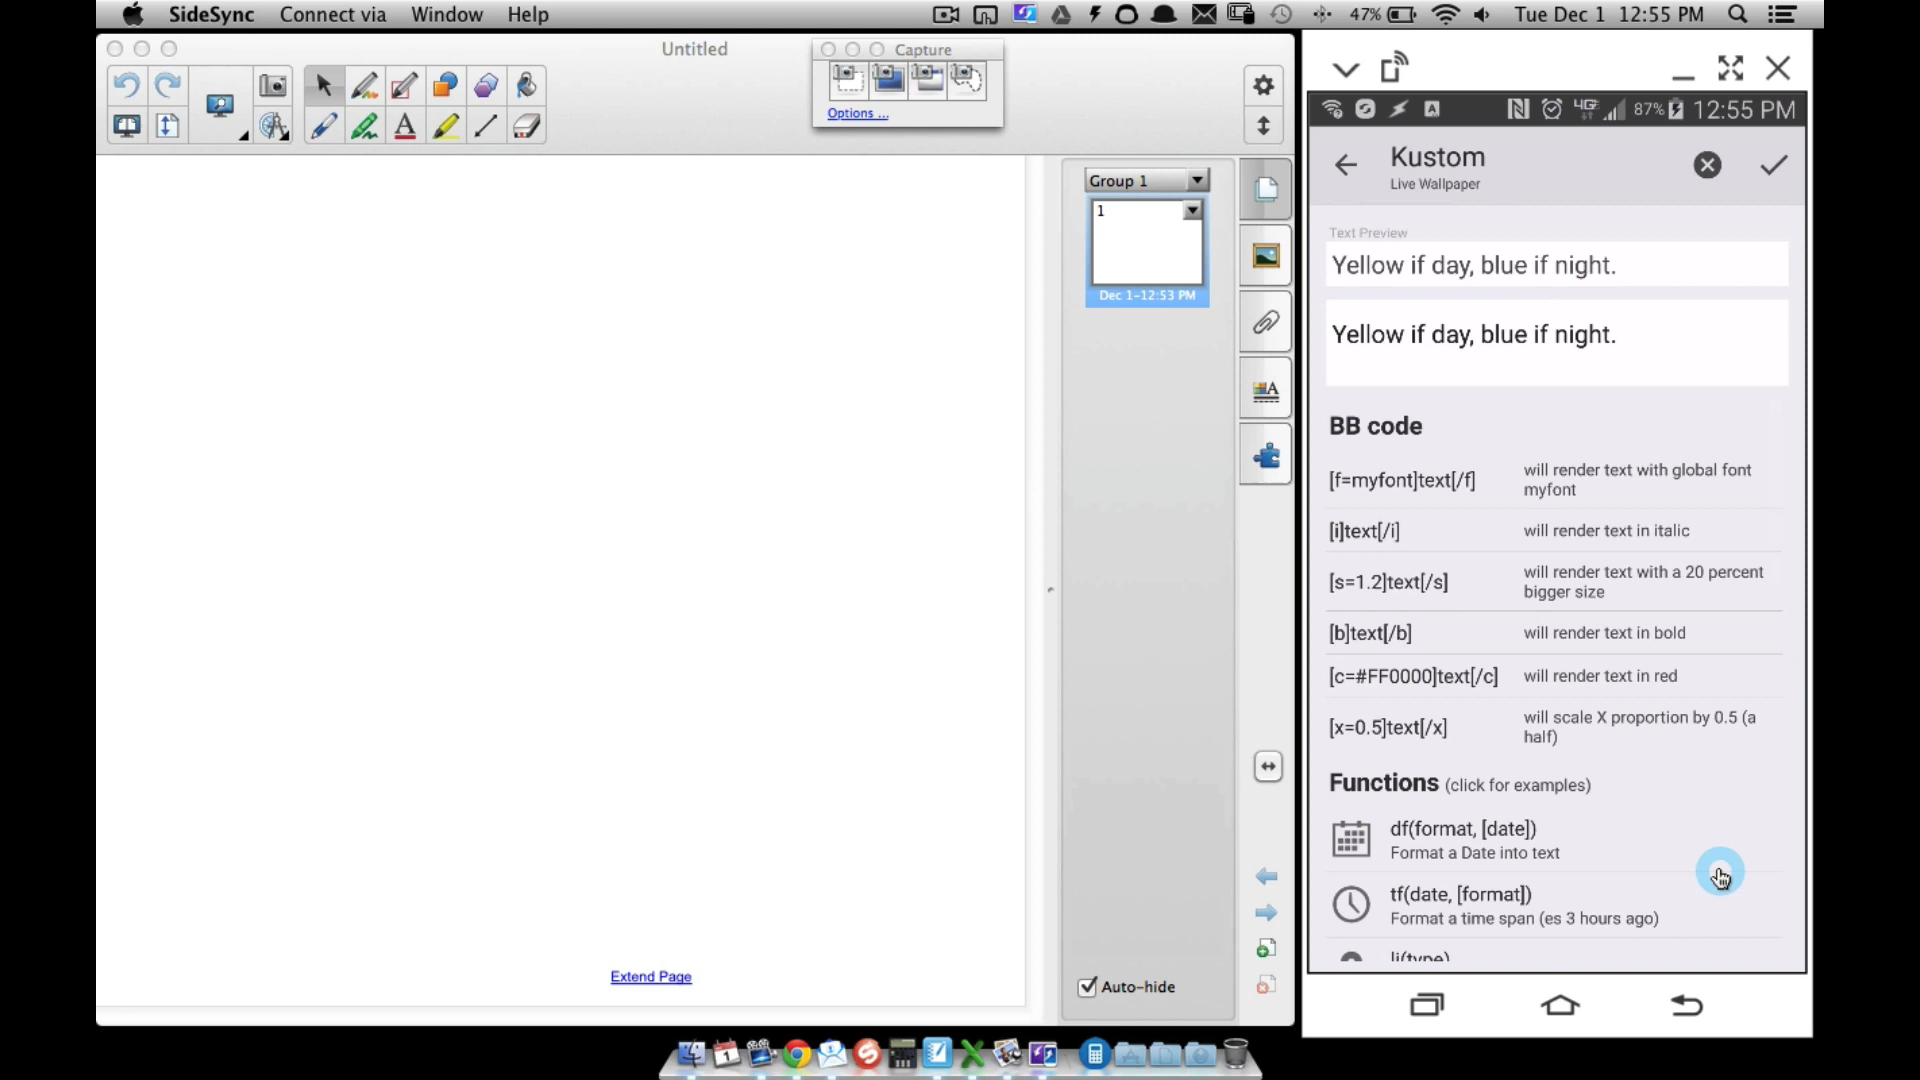 SideSync Connect via Window Help
47% Tue Dec 1 12:55 PM
Untitled
Capture
Options ...
Group 1
1
Dec 1-12:53 PM
Extend Page
Auto-hide
4G 87% 12:55 PM
Kustom
Live Wallpaper
Text Preview
Yellow if day, blue if night.
Yellow if day, blue if night.
BB code
[f=myfont]text[/f]
will render text with global font
myfont
[i]text[/i]
will render text in italic
[s=1.2]text[/s]
will render text with a 20 percent
bigger size
[b]text[/b]
will render text in bold
[c=#FF0000]text[/c]
will render text in red
[x=0.5]text[/x]
will scale X proportion by 0.5 (a
half)
Functions (click for examples)
df(format, [date])
Format a Date into text
tf(date, [format])
Format a time span (es 3 hours ago)
li(type)